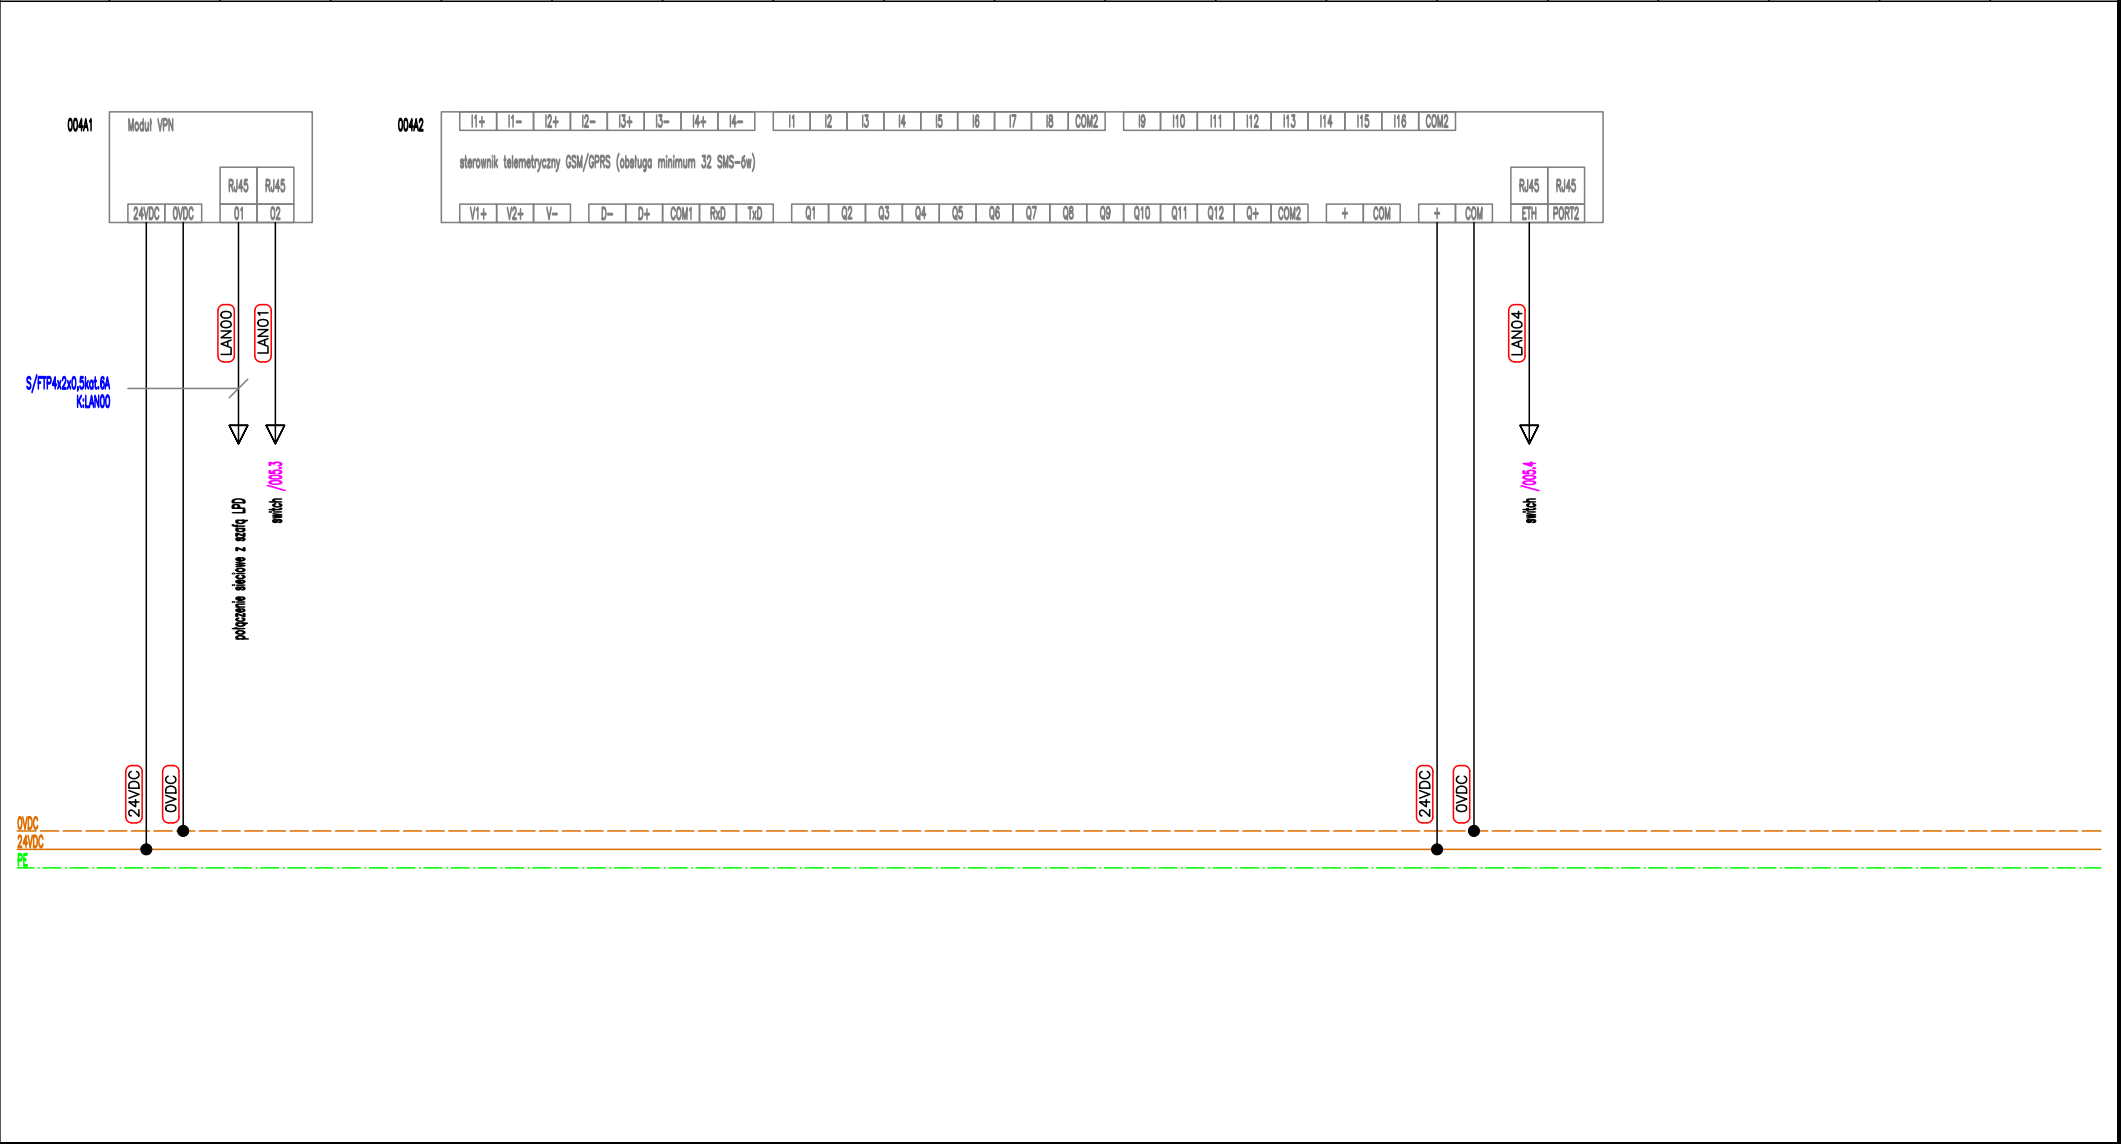 004A1
Moduł VPN
RJ45 RJ45
24VDC 0VDC 01 02
004A2
I1+ I1- I2+ I2- I3+ I3- I4+ I4- I1 I2 I3 I4 I5 I6 I7 I8 COM2 I9 I10 I11 I12 I13 I14 I15 I16 COM2
sterownik telemetryczny GSM/GPRS (obsługa minimum 32 SMS-ów)
RJ45 RJ45
V1+ V2+ V- D- D+ COM1 RxD TxD Q1 Q2 Q3 Q4 Q5 Q6 Q7 Q8 Q9 Q10 Q11 Q12 Q+ COM2 + COM + COM ETH PORT2
LAN00
LAN01
LAN04
S/FTP4x2x0,5kat.6A
K:LAN00
połączenie sieciowe z szafą LPD
switch /005.3
switch /005.4
24VDC
0VDC
24VDC
0VDC
0VDC
24VDC
PE